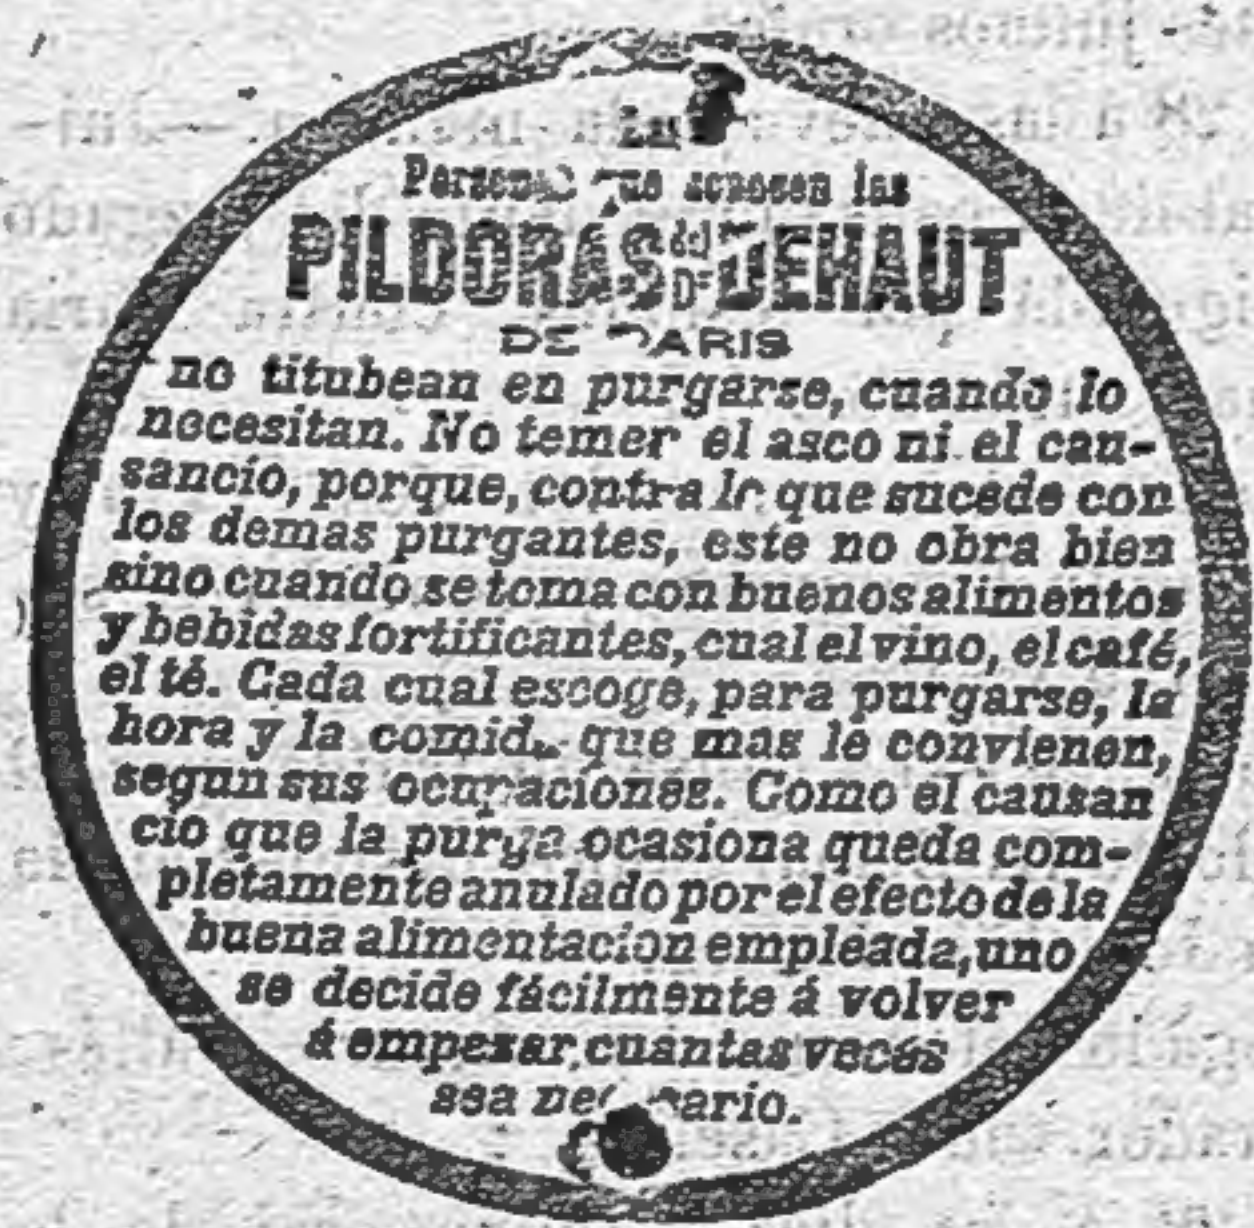 Las
Personas que conocen las
PILDORAS del DR DEHAUT
DE PARIS
no titubean en purgarse, cuando lo
necesitan. No temer el asco ni el can-
sancio, porque, contra lo que sucede con
los demas purgantes, este no obra bien
sino cuando se toma con buenos alimentos
y bebidas fortificantes, cual el vino, el café,
el té. Cada cual escoge, para purgarse, la
hora y la comida que mas le convienen,
segun sus ocupaciones. Como el causan
cio que la purga ocasiona queda com-
pletamente anulado por el efecto de la
buena alimentacion empleada, uno
se decide fácilmente á volver
á empezar cuantas veces
sea necesario.